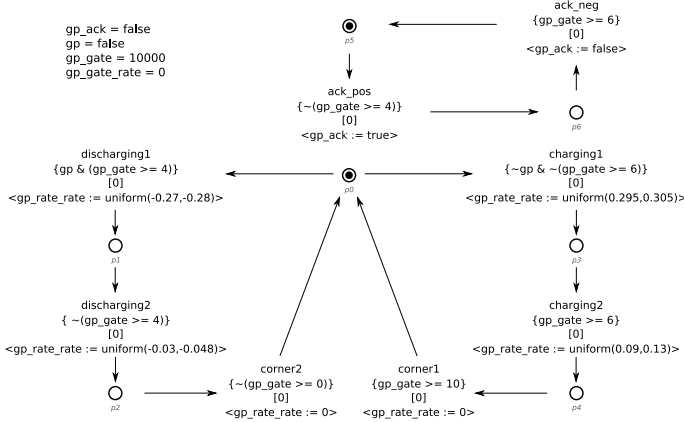 gp_ack = false
gp = false
gp_gate = 10000
gp_gate_rate = 0
ack_neg
{gp_gate >= 6}
[0]
<gp_ack := false>
p5
ack_pos
{~(gp_gate >= 4)}
[0]
<gp_ack := true>
p6
discharging1
{gp & (gp_gate >= 4)}
[0]
<gp_rate_rate := uniform(-0.27,-0.28)>
p0
charging1
{~gp & ~(gp_gate >= 6)}
[0]
<gp_rate_rate := uniform(0.295,0.305)>
p1
p3
discharging2
{ ~(gp_gate >= 4)}
[0]
<gp_rate_rate := uniform(-0.03,-0.048)>
charging2
{gp_gate >= 6}
[0]
<gp_rate_rate := uniform(0.09,0.13)>
p2
corner2
{~(gp_gate >= 0)}
[0]
<gp_rate_rate := 0>
corner1
{gp_gate >= 10}
[0]
<gp_rate_rate := 0>
p4